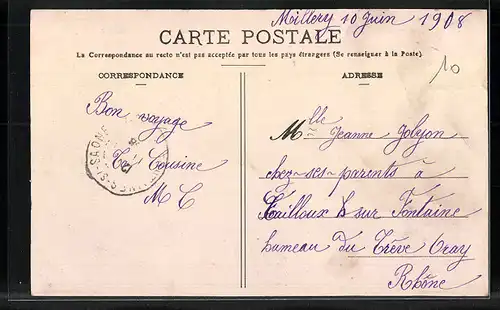 Millery 10 juin 1908
CARTE POSTALE
La Correspondance au recto n'est pas acceptée par tous les pays étrangers (Se renseigner à la Poste).
10
CORRESPONDANCE
ADRESSE
Bon voyage
Ta Cousine
M C
Mlle Jeanne
chez-ses-parents à
sur Fontaine
hameau du Trève Oray
Rhône